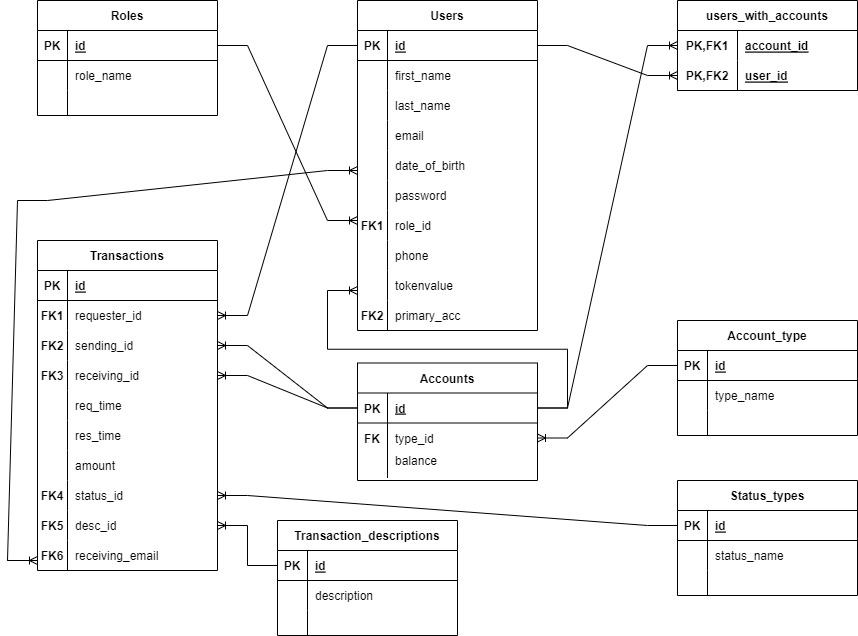 Roles
PK id
role_name
Users
PK id
first_name
last_name
email
date_of_birth
password
FK1 role_id
phone
tokenvalue
FK2 primary_acc
users_with_accounts
PK,FK1 account_id
PK,FK2 user_id
Transactions
PK id
FK1 requester_id
FK2 sending_id
FK3 receiving_id
req_time
res_time
amount
FK4 status_id
FK5 desc_id
FK6 receiving_email
Accounts
PK id
FK type_id
balance
Account_type
PK id
type_name
Status_types
PK id
status_name
Transaction_descriptions
PK id
description